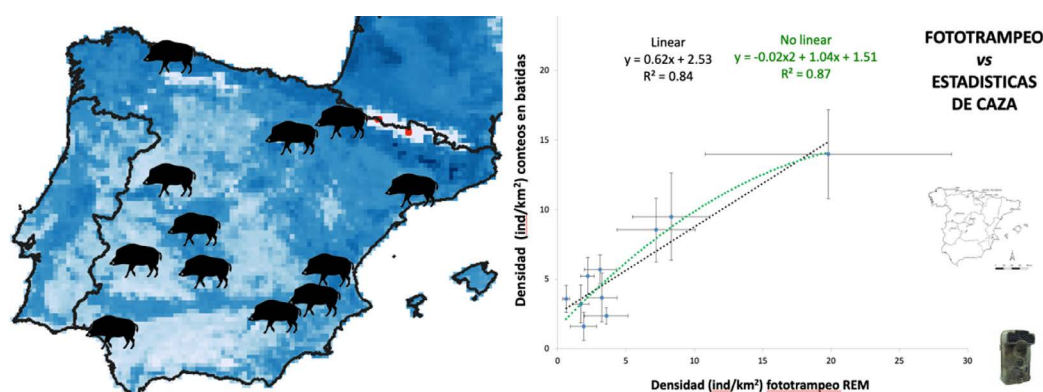 Linear
y = 0.62x + 2.53
R² = 0.84
No linear
y = -0.02x2 + 1.04x + 1.51
R² = 0.87
FOTOTRAMPEO
vs
ESTADISTICAS
DE CAZA
Densidad (ind/km²) conteos en batidas
20
15
10
5
0
0 5 10 15 20 25 30
Densidad (ind/km²) fototrampeo REM